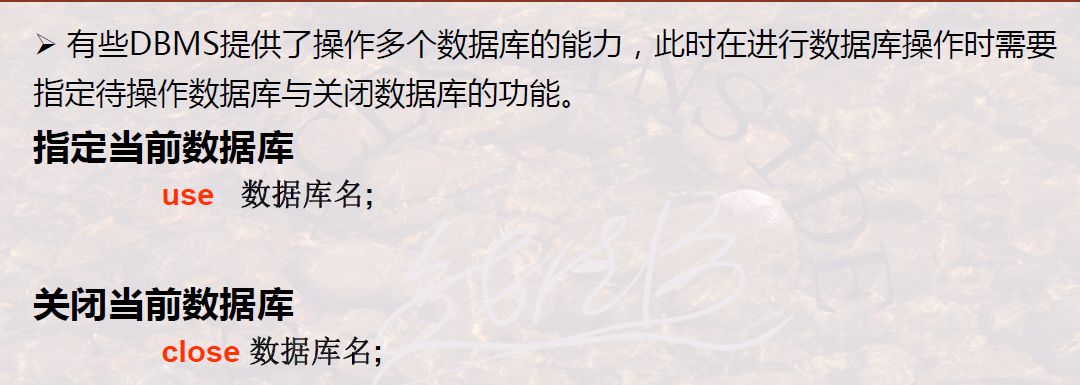 ➢ 有些DBMS提供了操作多个数据库的能力，此时在进行数据库操作时需要
指定待操作数据库与关闭数据库的功能。
指定当前数据库
use 数据库名;
关闭当前数据库
close 数据库名;